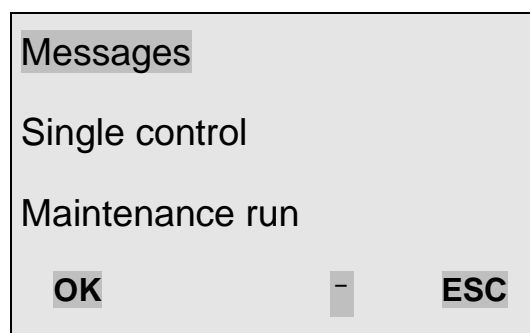 Messages
Single control
Maintenance run
OK – ESC